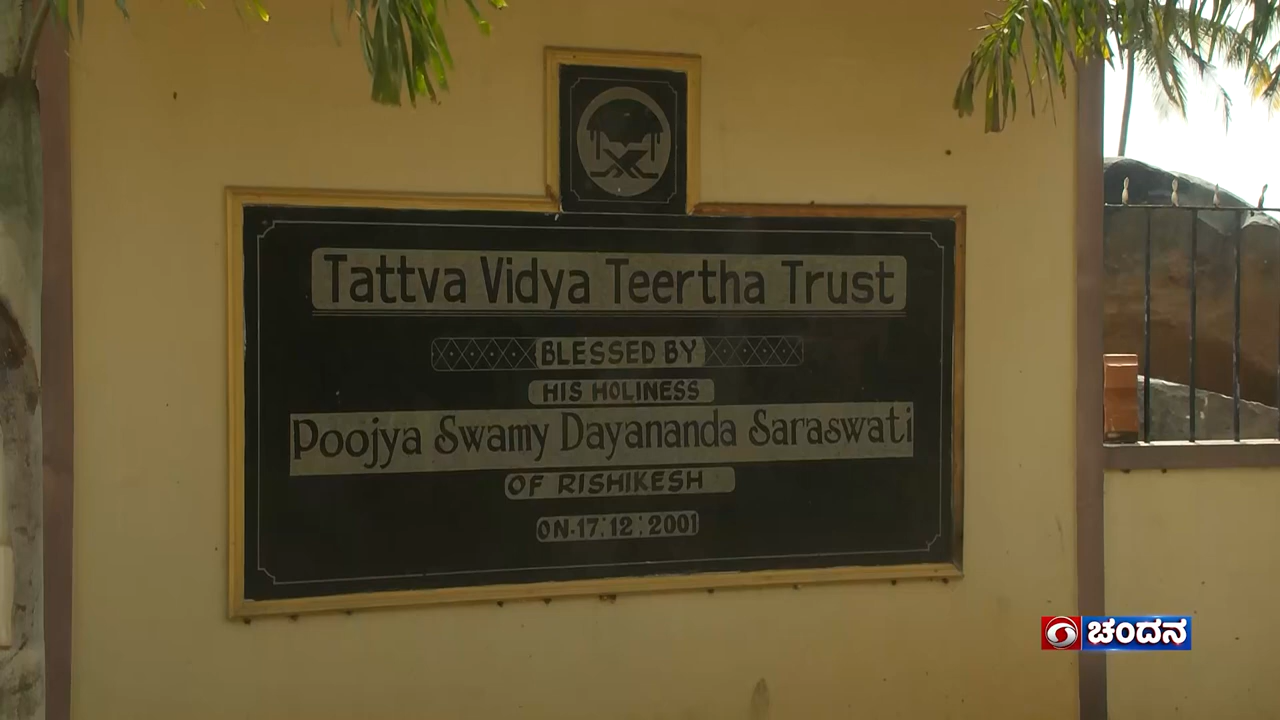 Tattva Vidya Teertha Trust
BLESSED BY
HIS HOLINESS
Poojya Swamy Dayananda Saraswati
OF RISHIKESH
ON·17:12:2001
ಚಂದನ